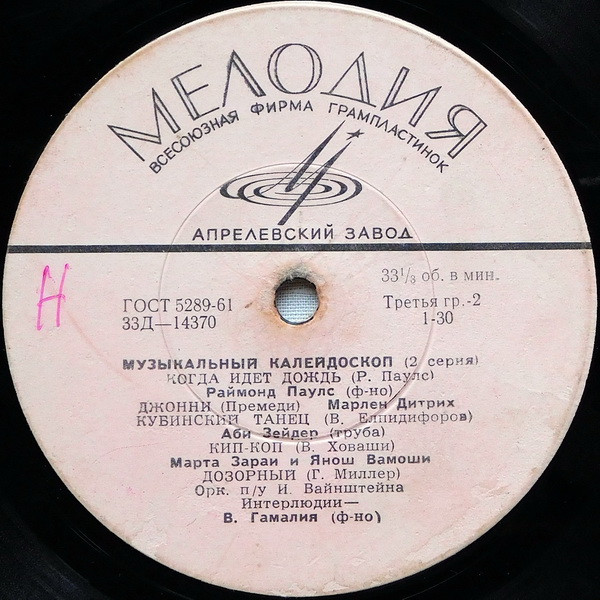 МЕЛОДИЯ
ВСЕСОЮЗНАЯ ФИРМА ГРАМПЛАСТИНОК
АПРЕЛЕВСКИЙ ЗАВОД
Н
ГОСТ 5289-61
33Д—14370
33⅓ об. в мин.
Третья гр.-2
1-30
МУЗЫКАЛЬНЫЙ КАЛЕЙДОСКОП (2 серия)
КОГДА ИДЕТ ДОЖДЬ (Р. Паулс)
Раймонд Паулс (ф-но)
ДЖОННИ (Премеди) Марлен Дитрих
КУБИНСКИЙ ТАНЕЦ (В. Елпидифоров)
Аби Зейдер (труба)
КИП-КОП (В. Ховаши)
Марта Зараи и Янош Вамоши
ДОЗОРНЫЙ (Г. Миллер)
Орк. п/у И. Вайнштейна
Интерлюдии—
В. Гамалия (ф-но)